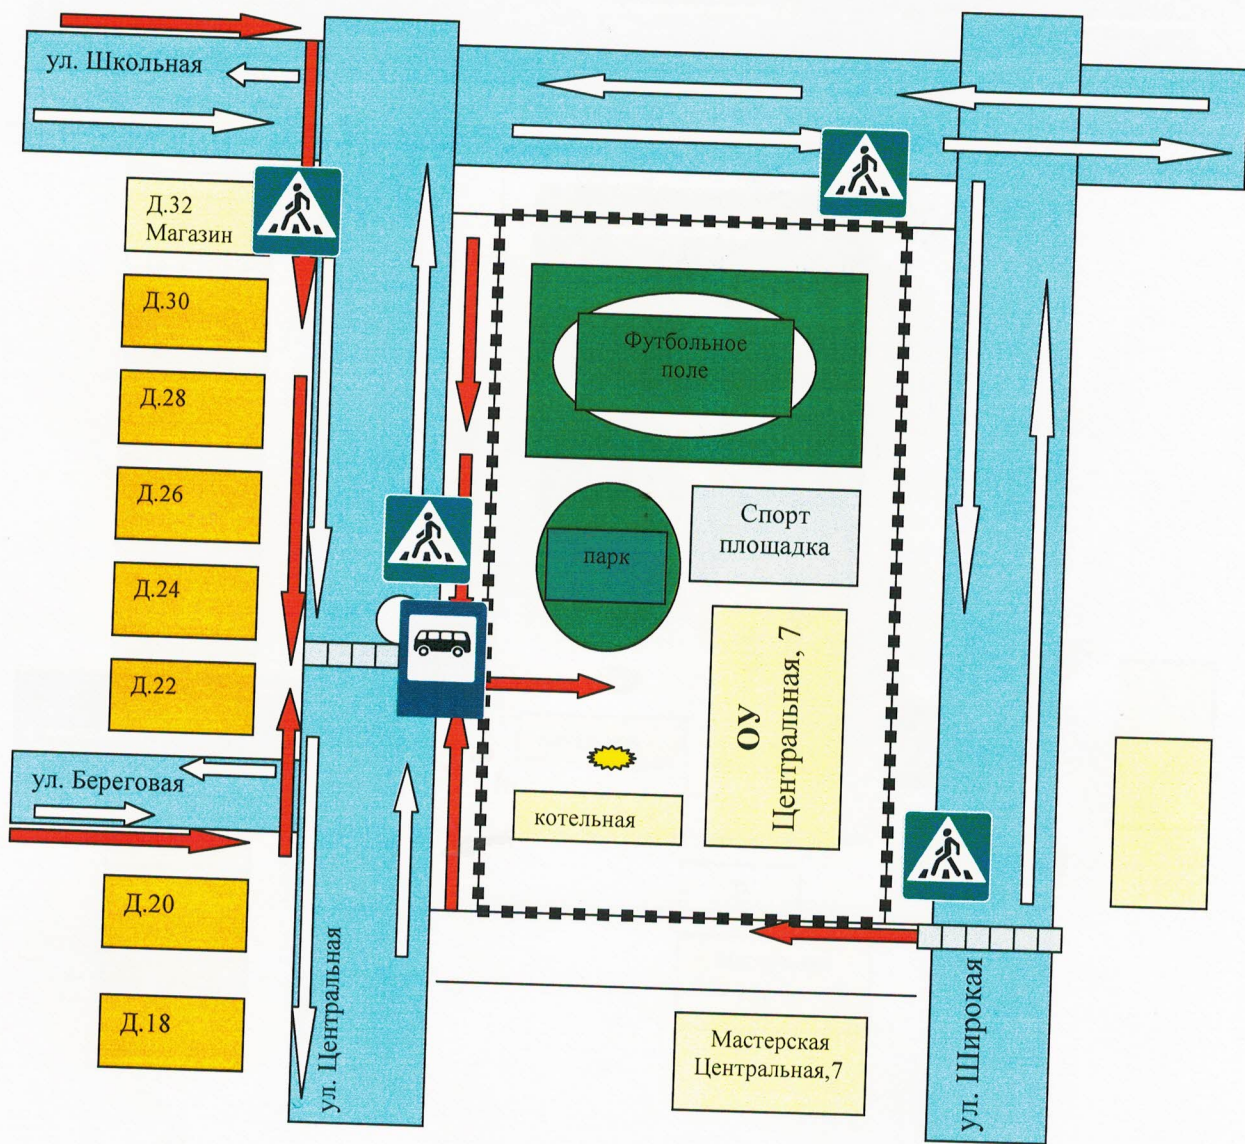 ул. Школьная
Д.32
Магазин
Д.30
Д.28
Д.26
Д.24
Д.22
ул. Береговая
Д.20
Д.18
ул. Центральная
Футбольное
поле
парк
Спорт
площадка
ОУ
Центральная, 7
котельная
Мастерская
Центральная,7
ул. Широкая